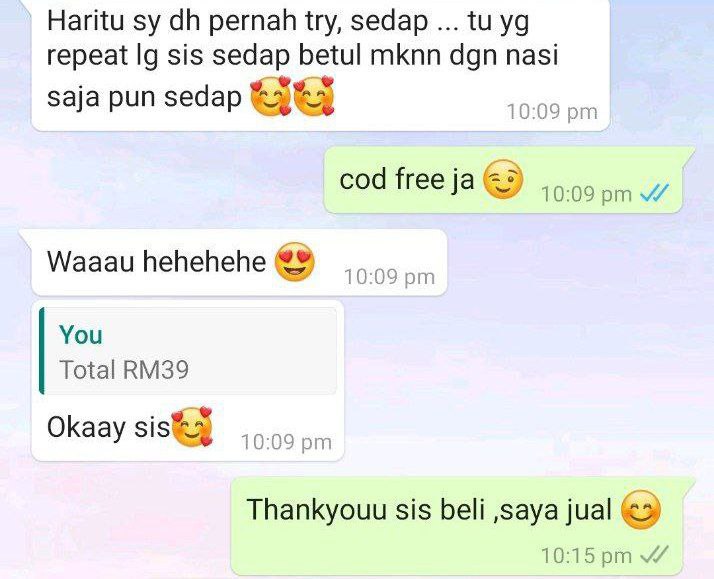 Haritu sy dh pernah try, sedap ... tu yg
repeat lg sis sedap betul mknn dgn nasi
saja pun sedap 🥰🥰
10:09 pm
cod free ja 😉
10:09 pm
Waaau hehehehe 😍
10:09 pm
You
Total RM39
Okaay sis🥰
10:09 pm
Thankyouu sis beli ,saya jual 😊
10:15 pm